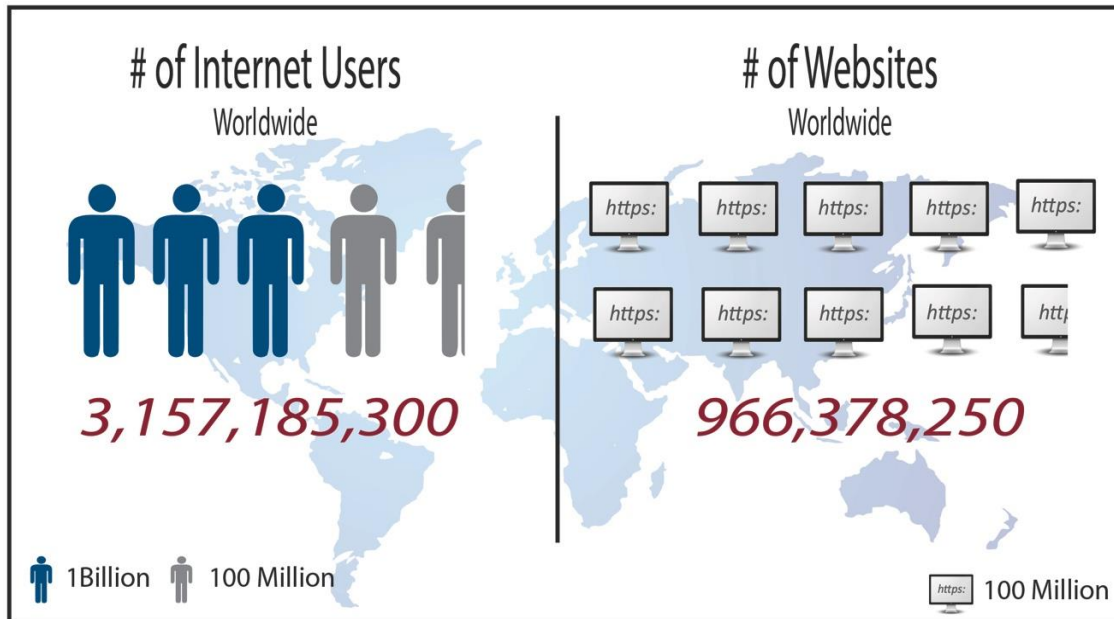 # of Internet Users
Worldwide
3,157,185,300
1Billion
100 Million
# of Websites
Worldwide
https: https: https: https: https:
https: https: https: https: http
966,378,250
https: 100 Million